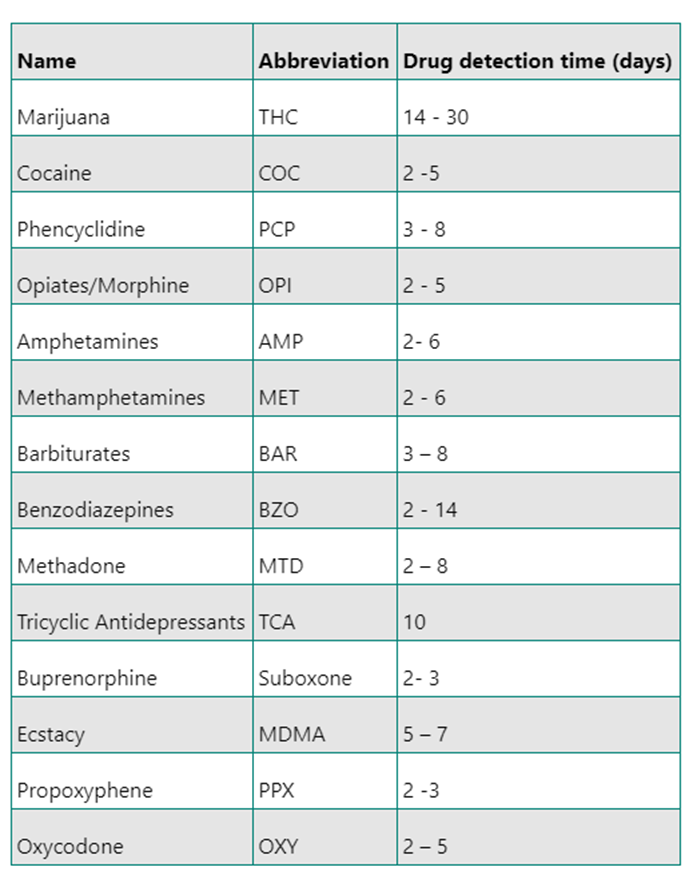 Name Abbreviation Drug detection time (days)
Marijuana THC 14 - 30
Cocaine COC 2 -5
Phencyclidine PCP 3 - 8
Opiates/Morphine OPI 2 - 5
Amphetamines AMP 2- 6
Methamphetamines MET 2 - 6
Barbiturates BAR 3 – 8
Benzodiazepines BZO 2 - 14
Methadone MTD 2 – 8
Tricyclic Antidepressants TCA 10
Buprenorphine Suboxone 2- 3
Ecstacy MDMA 5 – 7
Propoxyphene PPX 2 -3
Oxycodone OXY 2 – 5